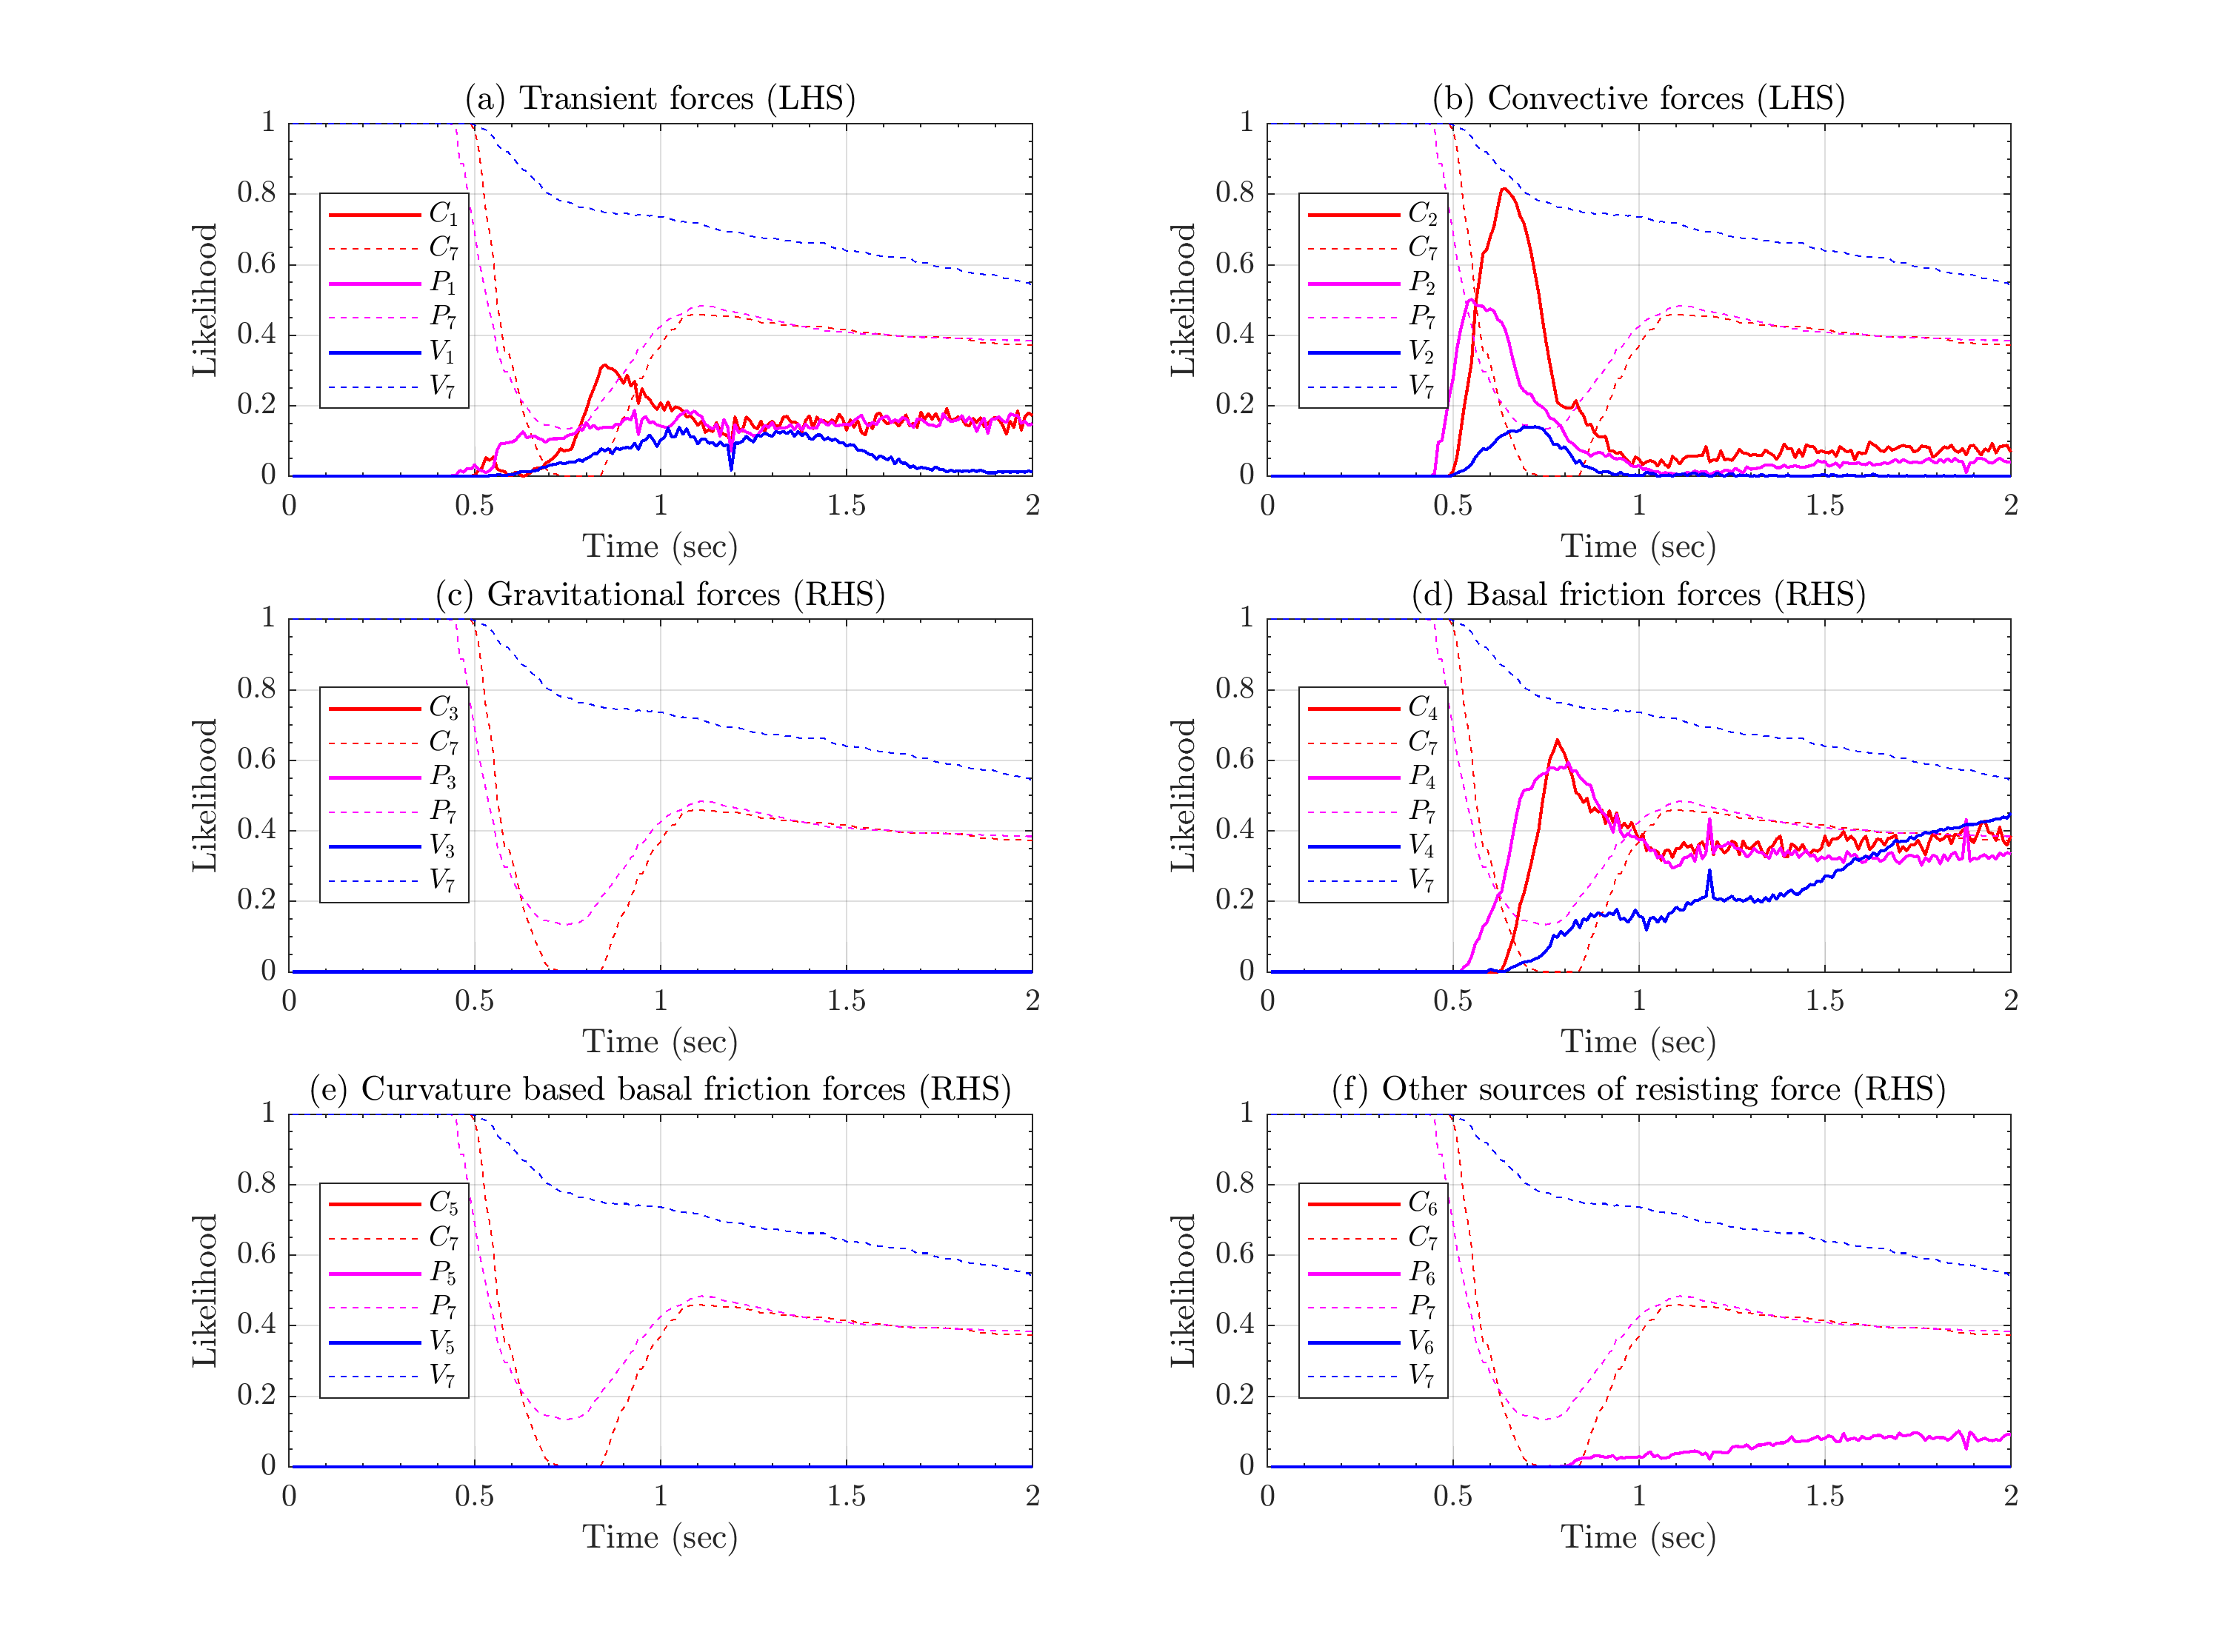 (a) Transient forces (LHS)
Likelihood
1
0.8
0.6
0.4
0.2
0
C₁
C₇
P₁
P₇
V₁
V₇
0 0.5 1 1.5 2
Time (sec)
(b) Convective forces (LHS)
Likelihood
1
0.8
0.6
0.4
0.2
0
C₂
C₇
P₂
P₇
V₂
V₇
0 0.5 1 1.5 2
Time (sec)
(c) Gravitational forces (RHS)
Likelihood
1
0.8
0.6
0.4
0.2
0
C₃
C₇
P₃
P₇
V₃
V₇
0 0.5 1 1.5 2
Time (sec)
(d) Basal friction forces (RHS)
Likelihood
1
0.8
0.6
0.4
0.2
0
C₄
C₇
P₄
P₇
V₄
V₇
0 0.5 1 1.5 2
Time (sec)
(e) Curvature based basal friction forces (RHS)
Likelihood
1
0.8
0.6
0.4
0.2
0
C₅
C₇
P₅
P₇
V₅
V₇
0 0.5 1 1.5 2
Time (sec)
(f) Other sources of resisting force (RHS)
Likelihood
1
0.8
0.6
0.4
0.2
0
C₆
C₇
P₆
P₇
V₆
V₇
0 0.5 1 1.5 2
Time (sec)